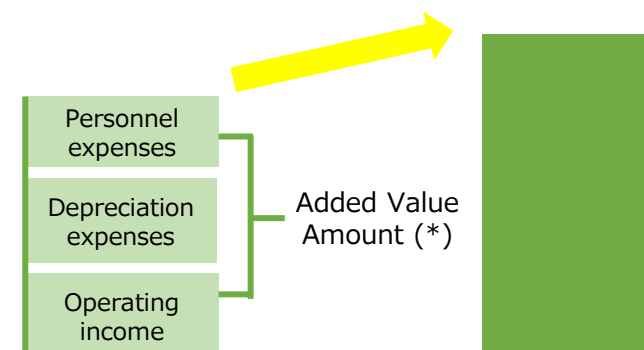 Personnel
expenses
Depreciation
expenses
Operating
income
Added Value
Amount (*)